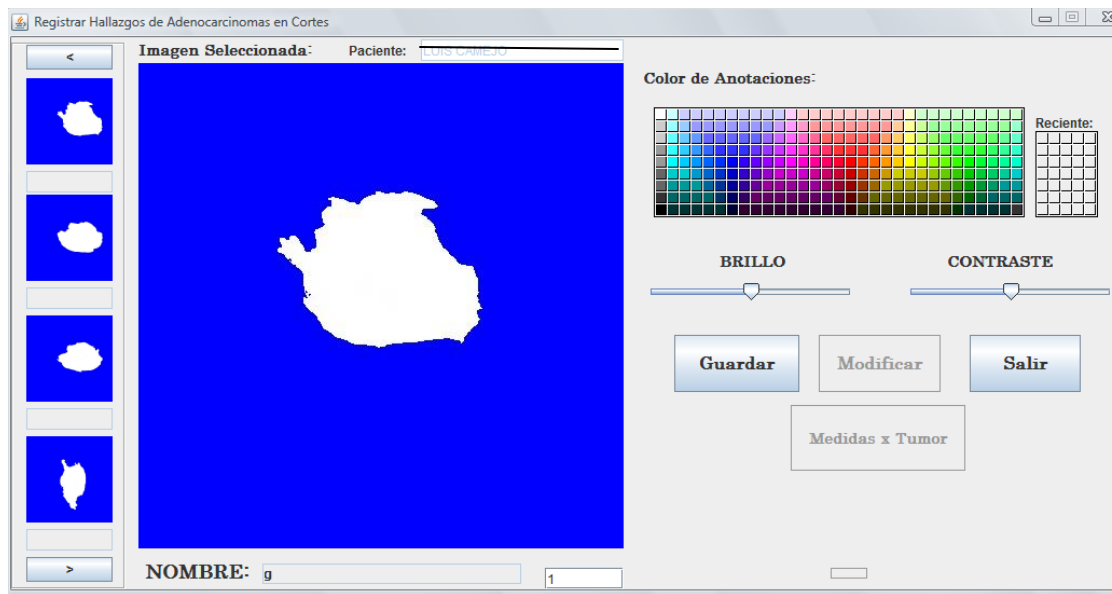 Registrar Hallazgos de Adenocarcinomas en Cortes
<
Imagen Seleccionada:
Paciente:
Color de Anotaciones:
Reciente:
BRILLO
CONTRASTE
Guardar
Modificar
Salir
Medidas x Tumor
>
NOMBRE:
g
1